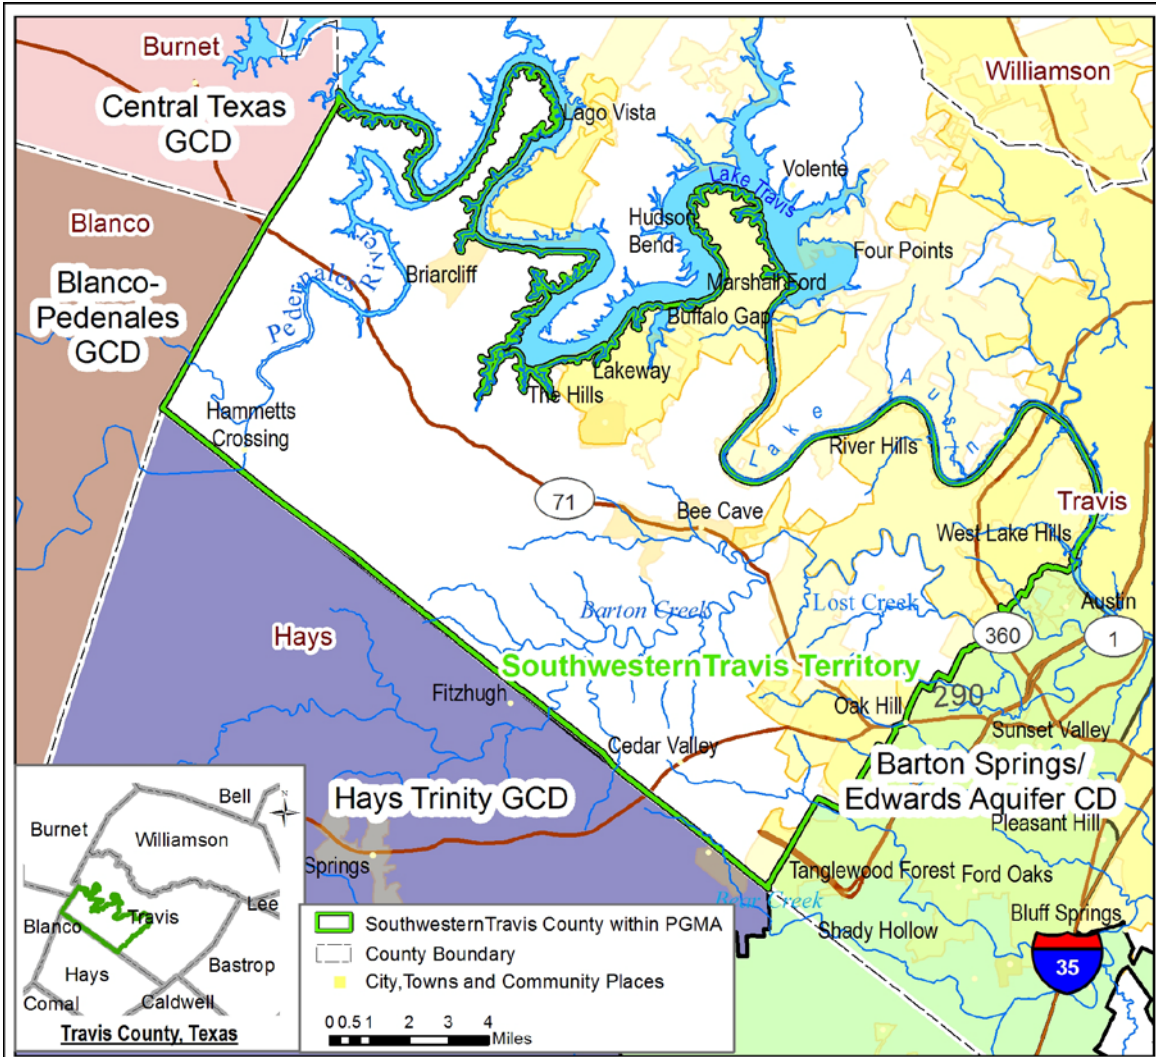 Burnet
Williamson
Central Texas
GCD
Lago Vista
Volente
Lake Travis
Blanco
Hudson
Bend
Four Points
Pedernales River
Briarcliff
Marshall Ford
Blanco-
Pedenales
GCD
Buffalo Gap
Lakeway
The Hills
Hammetts
Crossing
Lake Austin
River Hills
71
Bee Cave
Travis
West Lake Hills
Barton Creek
Lost Creek
Austin
Hays
360
1
SouthwesternTravis Territory
Fitzhugh
290
Oak Hill
Sunset Valley
Cedar Valley
Barton Springs/
Edwards Aquifer CD
Hays Trinity GCD
Pleasant Hill
Springs
Tanglewood Forest
Ford Oaks
Bear Creek
Bluff Springs
Shady Hollow
35
Bell
N
Burnet
Williamson
Lee
Travis
Blanco
Bastrop
Hays
Comal
Caldwell
Travis County, Texas
SouthwesternTravis County within PGMA
County Boundary
City,Towns and Community Places
0 0.5 1 2 3 4
Miles